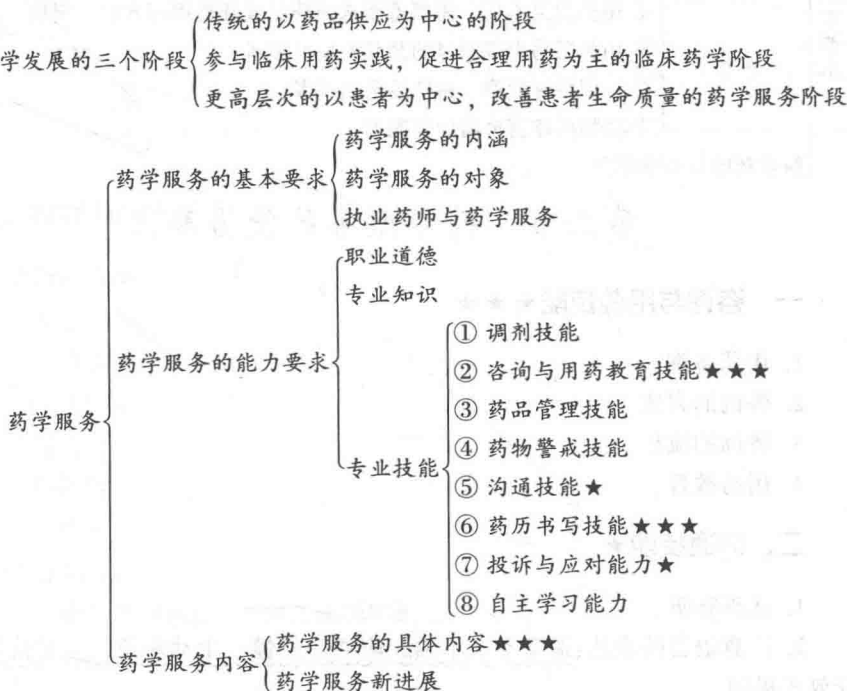 传统的以药品供应为中心的阶段
学发展的三个阶段
参与临床用药实践，促进合理用药为主的临床药学阶段
更高层次的以患者为中心，改善患者生命质量的药学服务阶段
药学服务的内涵
药学服务的基本要求
药学服务的对象
执业药师与药学服务
职业道德
专业知识
① 调剂技能
药学服务的能力要求
② 咨询与用药教育技能★★★
③ 药品管理技能
药学服务
④ 药物警戒技能
专业技能
⑤ 沟通技能★
⑥ 药历书写技能★★★
⑦ 投诉与应对能力★
⑧ 自主学习能力
药学服务的具体内容★★★
药学服务内容
药学服务新进展